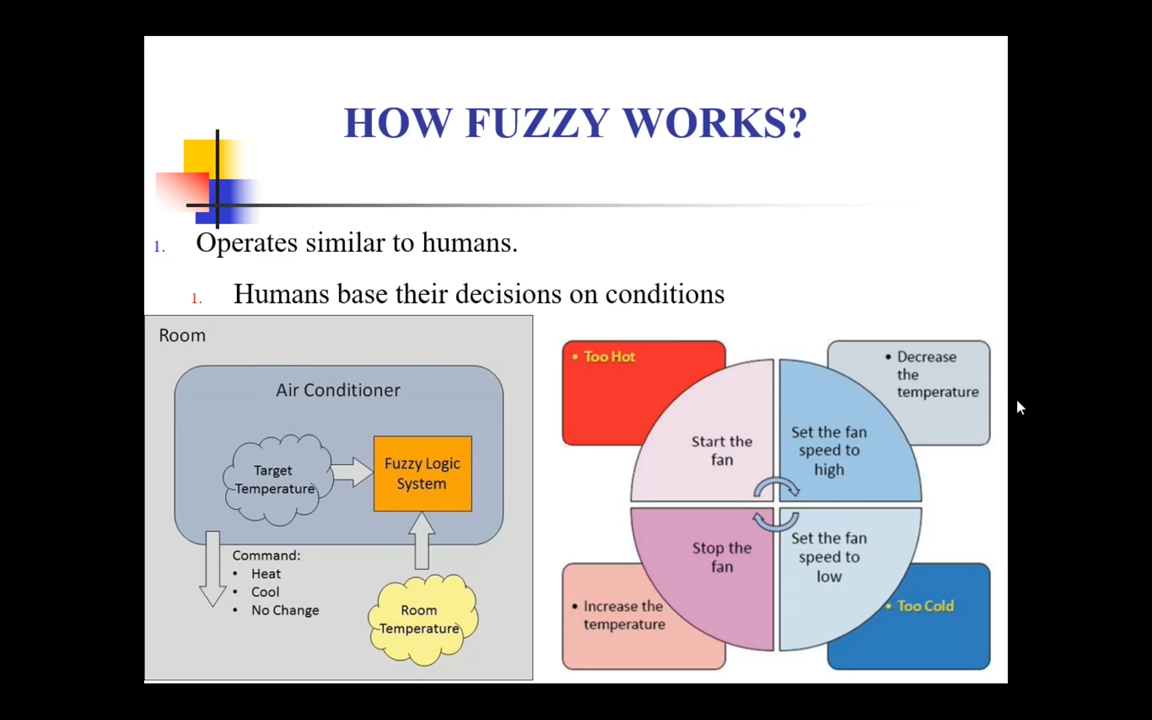 HOW FUZZY WORKS?
1. Operates similar to humans.
1. Humans base their decisions on conditions
Room
Air Conditioner
Target
Temperature
Fuzzy Logic
System
Command:
• Heat
• Cool
• No Change
Room
Temperature
• Too Hot
• Decrease
the
temperature
Start the
fan
Set the fan
speed to
high
Stop the
fan
Set the fan
speed to
low
• Increase the
temperature
• Too Cold